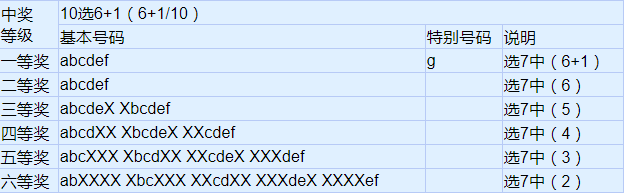 中奖等级 10选6+1（6+1/10）
基本号码 特别号码 说明
一等奖 abcdef g 选7中（6+1）
二等奖 abcdef 选7中（6）
三等奖 abcdeX Xbcdef 选7中（5）
四等奖 abcdXX XbcdeX XXcdef 选7中（4）
五等奖 abcXXX XbcdXX XXcdeX XXXdef 选7中（3）
六等奖 abXXXX XbcXXX XXcdXX XXXdeX XXXXef 选7中（2）